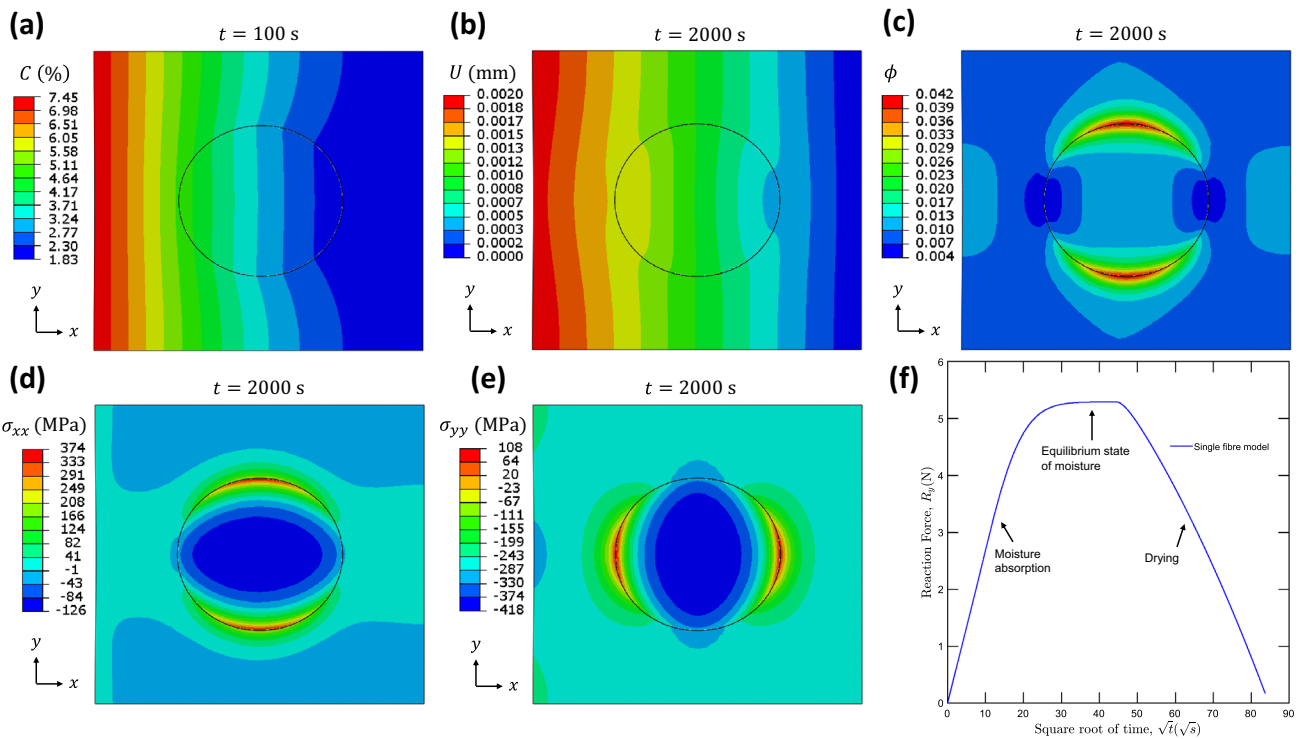 (a)
t = 100 s
C (%)
7.45
6.98
6.51
6.05
5.58
5.11
4.64
4.17
3.71
3.24
2.77
2.30
1.83
y
x
(b)
t = 2000 s
U (mm)
0.0020
0.0018
0.0017
0.0015
0.0013
0.0012
0.0010
0.0008
0.0007
0.0005
0.0003
0.0002
0.0000
y
x
(c)
t = 2000 s
ϕ
0.042
0.039
0.036
0.033
0.029
0.026
0.023
0.020
0.017
0.013
0.010
0.007
0.004
y
x
(d)
t = 2000 s
σxx (MPa)
374
333
291
249
208
166
124
82
41
-1
-43
-84
-126
y
x
(e)
t = 2000 s
σyy (MPa)
108
64
20
-23
-67
-111
-155
-199
-243
-287
-330
-374
-418
y
x
(f)
6
5
4
3
2
1
0
Reaction Force, Ry(N)
Equilibrium state
of moisture
Single fibre model
Moisture
absorption
Drying
0 10 20 30 40 50 60 70 80 90
Square root of time, √t(√s)